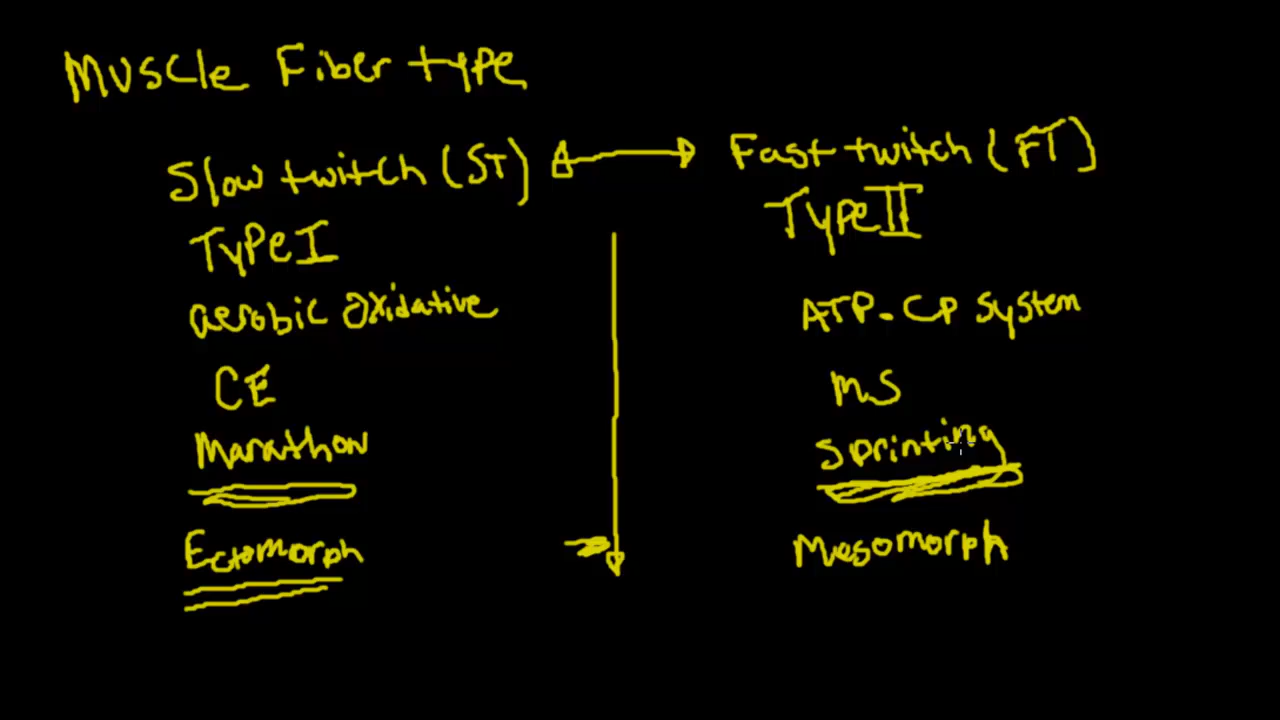 Muscle Fiber type
Slow twitch (ST)
Fast twitch (FT)
Type I
Type II
aerobic oxidative
ATP-CP system
CE
MS
Marathon
Sprinting
Ectomorph
Mesomorph